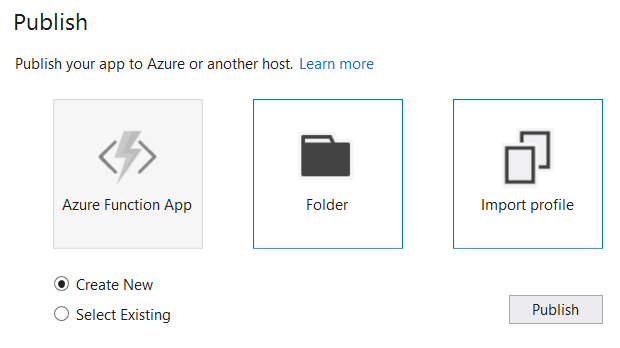 Publish
Publish your app to Azure or another host. Learn more
Azure Function App
Folder
Import profile
Create New
Select Existing
Publish